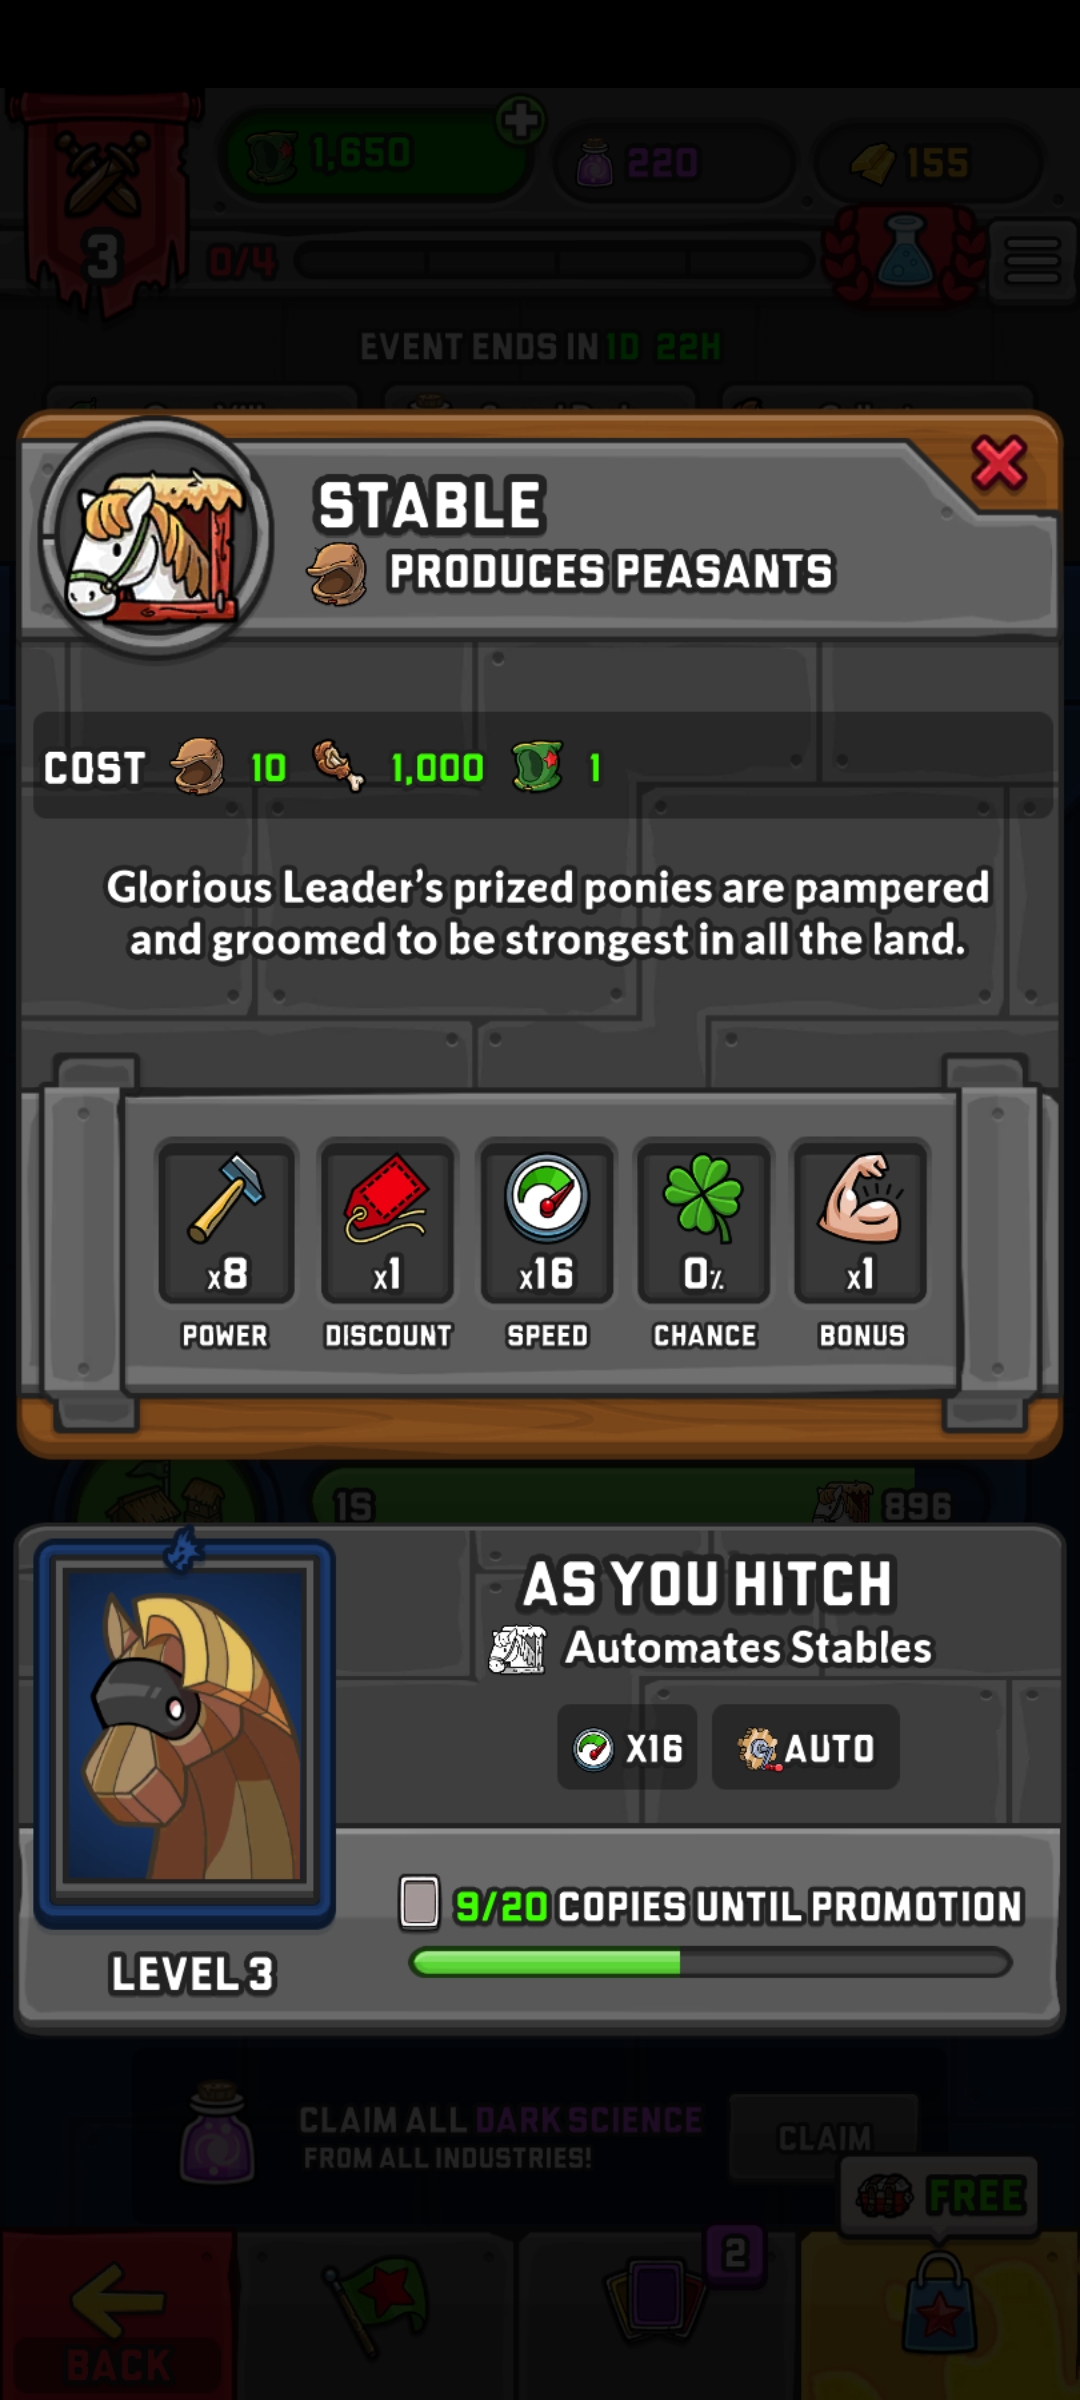 1,650
220
155
3
0/4
EVENT ENDS IN 1D 22H
STABLE
PRODUCES PEASANTS
COST 10 1,000 1
Glorious Leader's prized ponies are pampered
and groomed to be strongest in all the land.
x8 x1 x16 0% x1
POWER DISCOUNT SPEED CHANCE BONUS
1S 896
AS YOU HITCH
Automates Stables
X16 AUTO
9/20 COPIES UNTIL PROMOTION
LEVEL 3
CLAIM ALL DARK SCIENCE
FROM ALL INDUSTRIES!
CLAIM
FREE
2
BACK